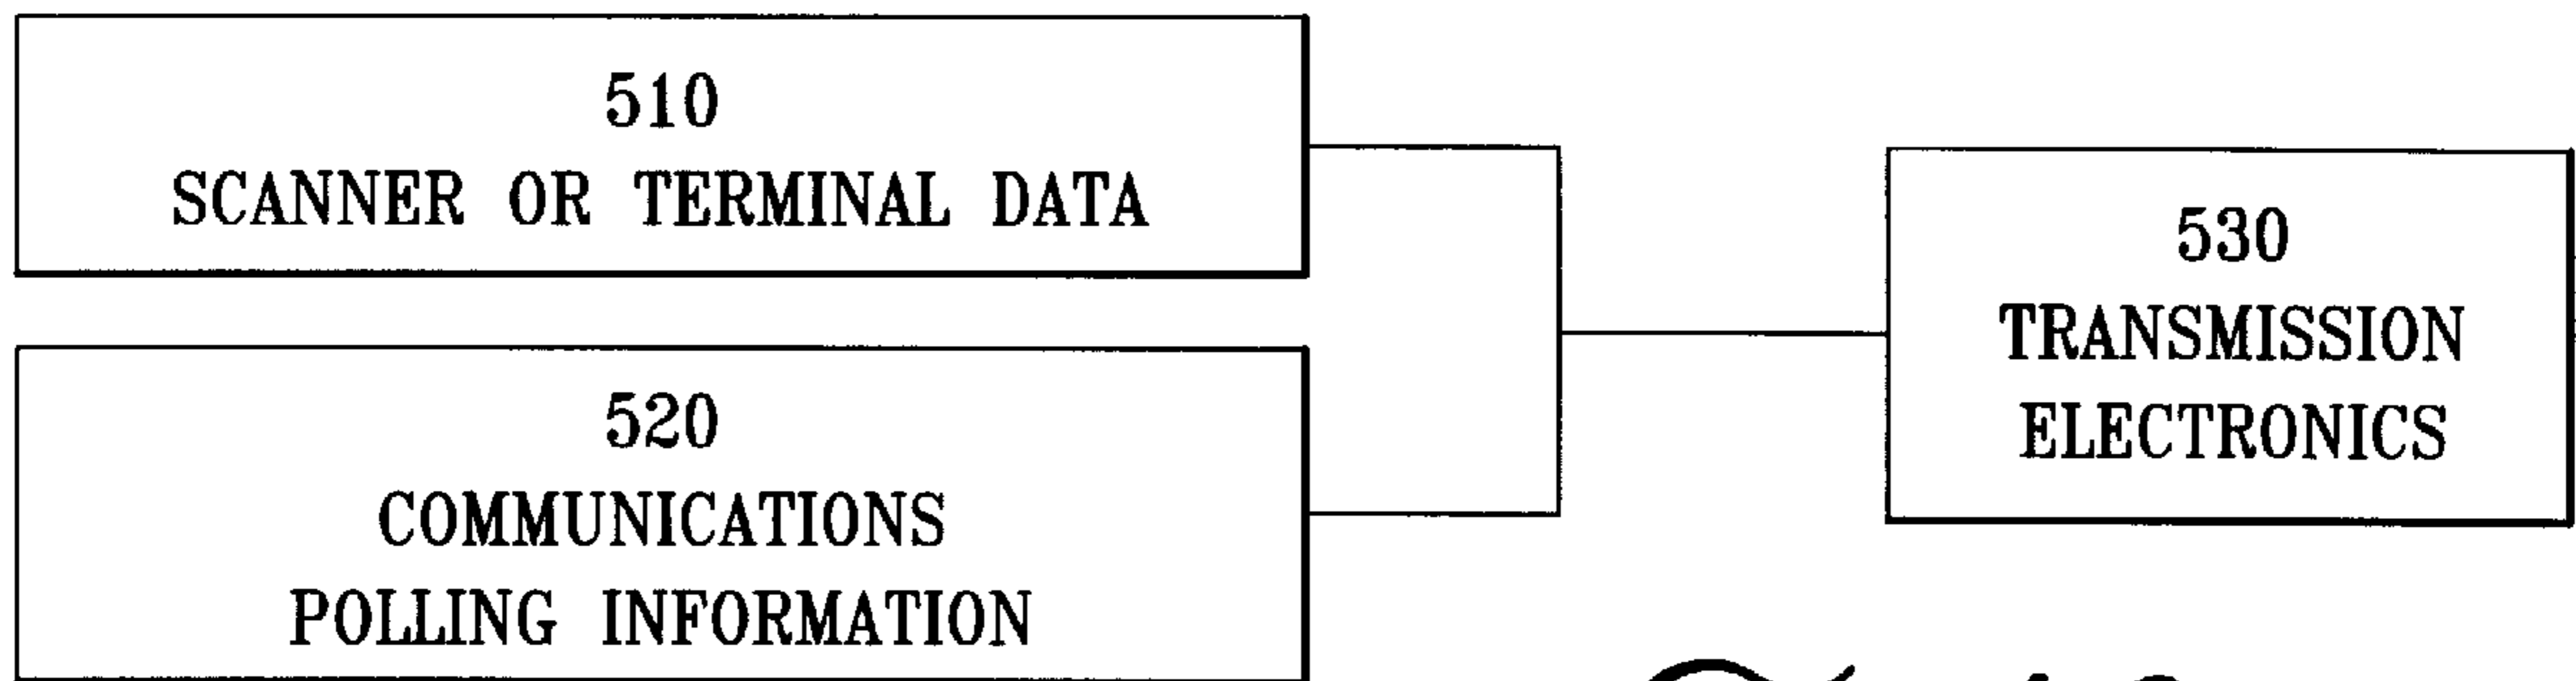 510
SCANNER OR TERMINAL DATA
520
COMMUNICATIONS
POLLING INFORMATION
530
TRANSMISSION
ELECTRONICS